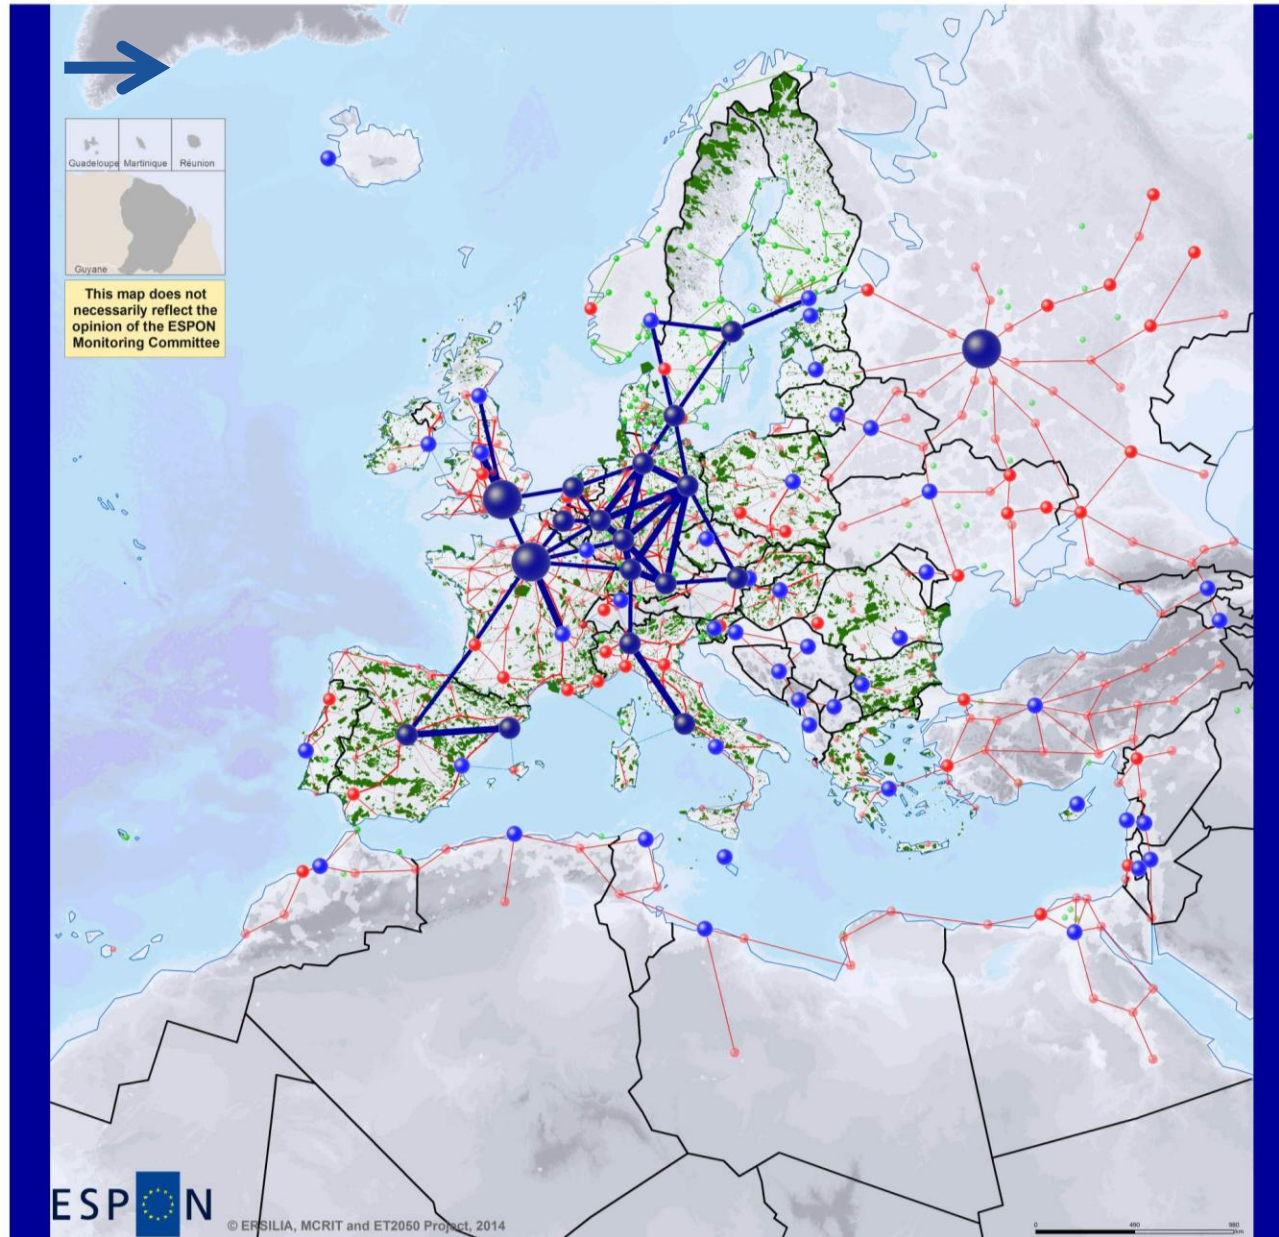 Guadeloupe Martinique Réunion
Guyane
This map does not
necessarily reflect the
opinion of the ESPON
Monitoring Committee
ESPON
© ERSILIA, MCRIT and ET2050 Project, 2014
0 490 980
km